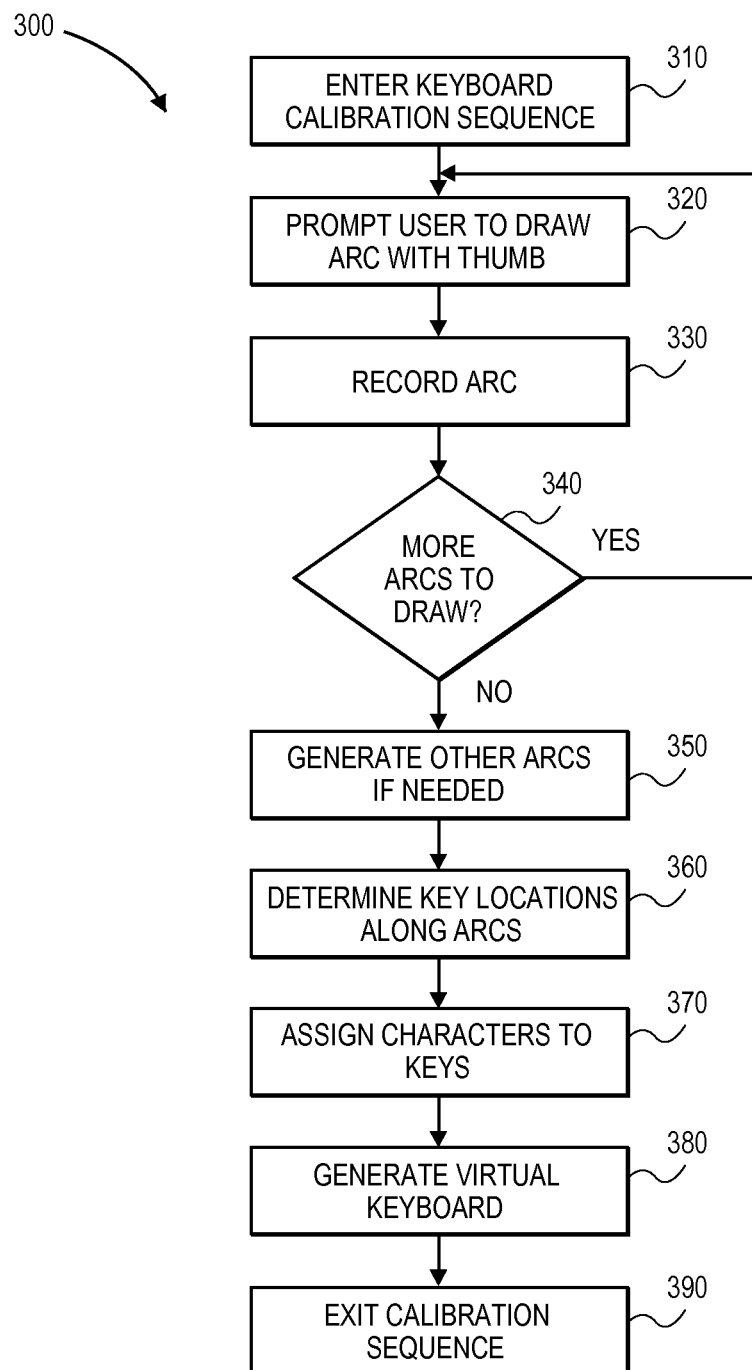 300
310
ENTER KEYBOARD
CALIBRATION SEQUENCE
320
PROMPT USER TO DRAW
ARC WITH THUMB
330
RECORD ARC
340
MORE
ARCS TO
DRAW?
YES
NO
350
GENERATE OTHER ARCS
IF NEEDED
360
DETERMINE KEY LOCATIONS
ALONG ARCS
370
ASSIGN CHARACTERS TO
KEYS
380
GENERATE VIRTUAL
KEYBOARD
390
EXIT CALIBRATION
SEQUENCE